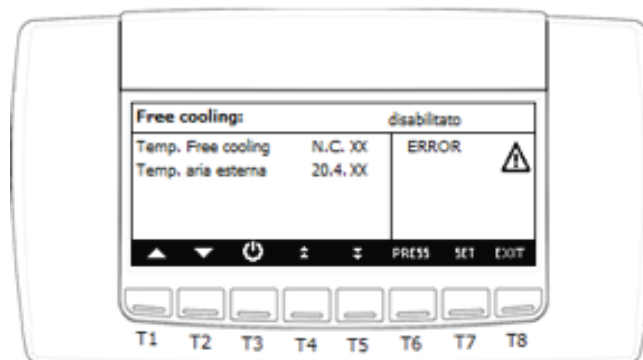 Free cooling: disabilitato
Temp. Free cooling N.C. XX ERROR
Temp. aria esterna 20.4. XX
PRESS SET EXIT
T1 T2 T3 T4 T5 T6 T7 T8